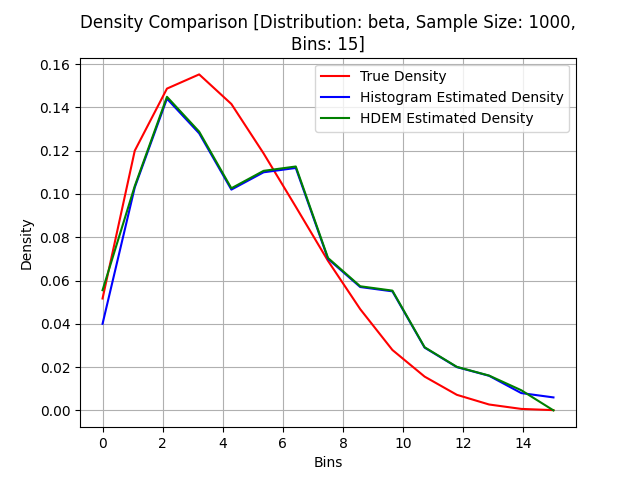 Density Comparison [Distribution: beta, Sample Size: 1000,
Bins: 15]
0.16
0.14
0.12
0.10
0.08
0.06
0.04
0.02
0.00
Density
True Density
Histogram Estimated Density
HDEM Estimated Density
0 2 4 6 8 10 12 14
Bins